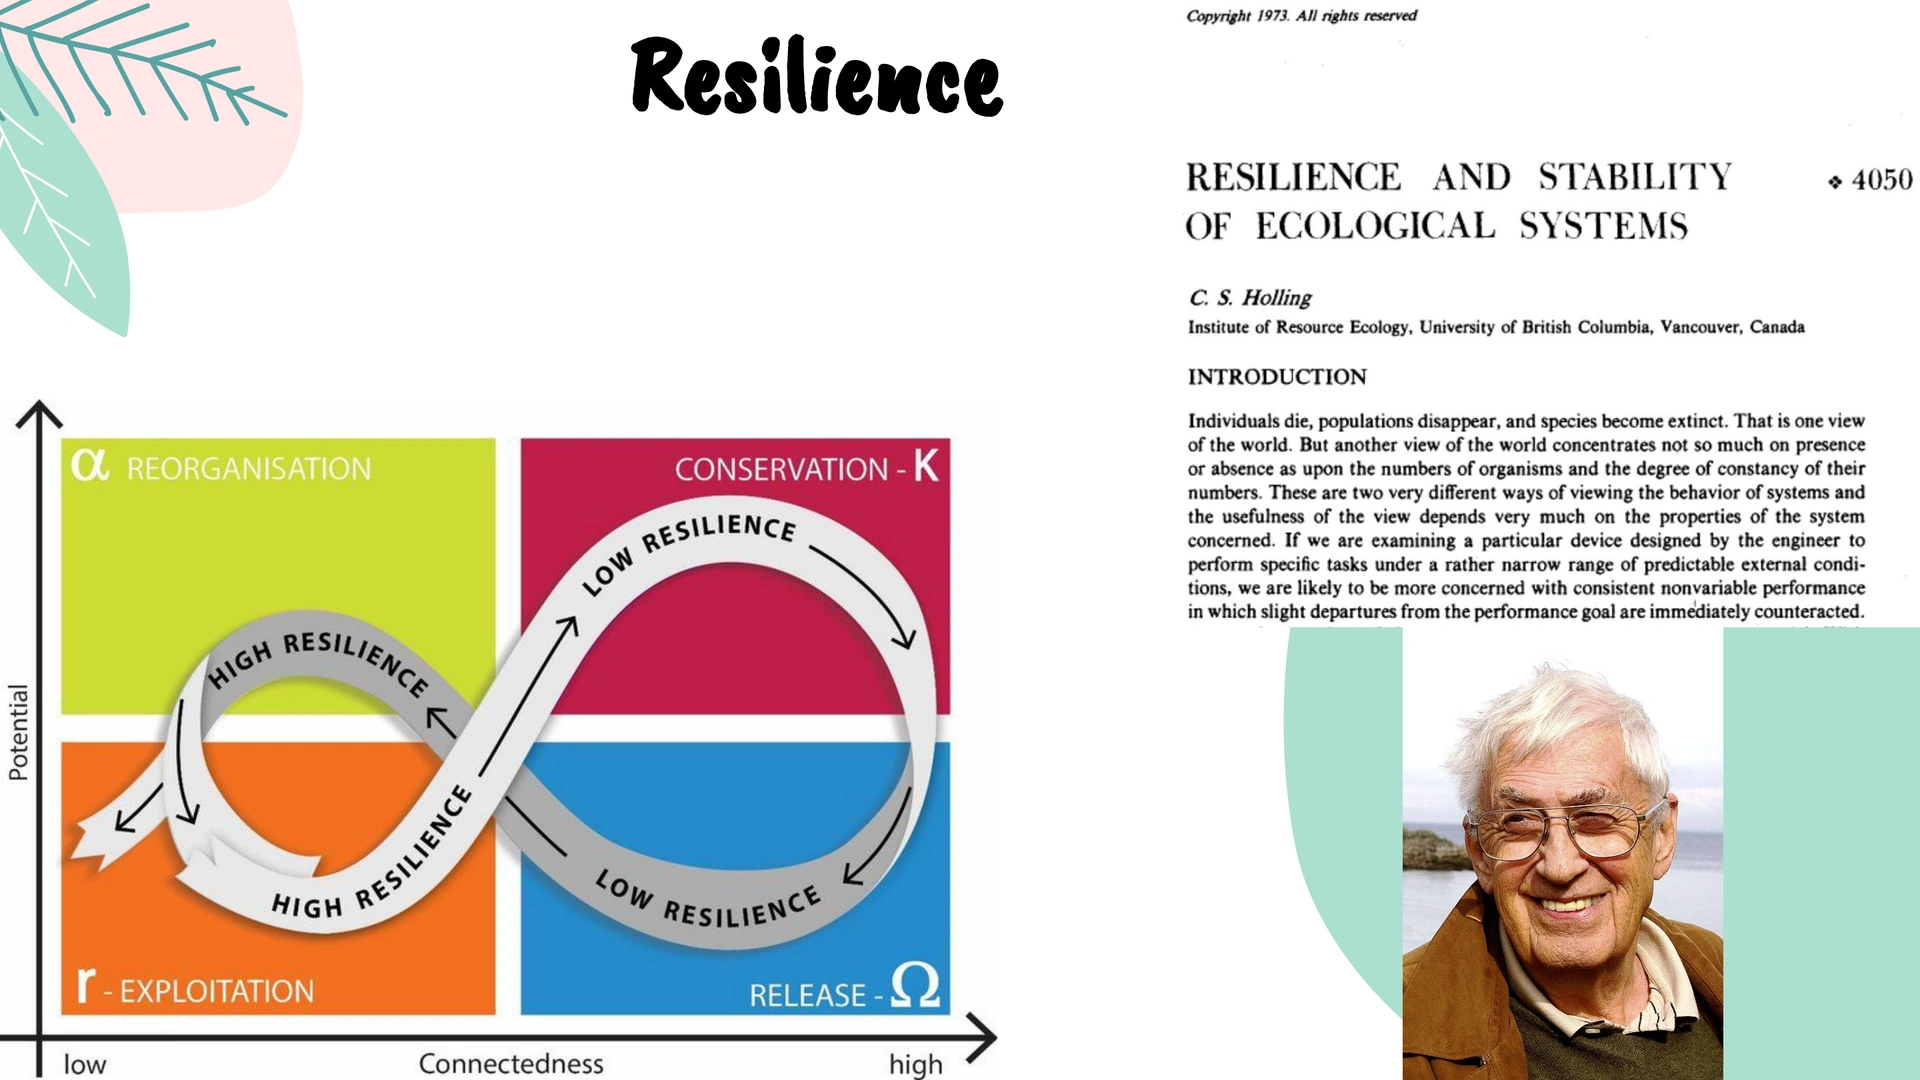 Resilience
Copyright 1973. All rights reserved
RESILIENCE AND STABILITY
❖ 4050
OF ECOLOGICAL SYSTEMS
C. S. Holling
Institute of Resource Ecology, University of British Columbia, Vancouver, Canada
INTRODUCTION
Individuals die, populations disappear, and species become extinct. That is one view
of the world. But another view of the world concentrates not so much on presence
or absence as upon the numbers of organisms and the degree of constancy of their
numbers. These are two very different ways of viewing the behavior of systems and
the usefulness of the view depends very much on the properties of the system
concerned. If we are examining a particular device designed by the engineer to
perform specific tasks under a rather narrow range of predictable external condi-
tions, we are likely to be more concerned with consistent nonvariable performance
in which slight departures from the performance goal are immediately counteracted.
α REORGANISATION
CONSERVATION - K
LOW RESILIENCE
HIGH RESILIENCE
HIGH RESILIENCE
LOW RESILIENCE
r - EXPLOITATION
RELEASE - Ω
Potential
low
Connectedness
high